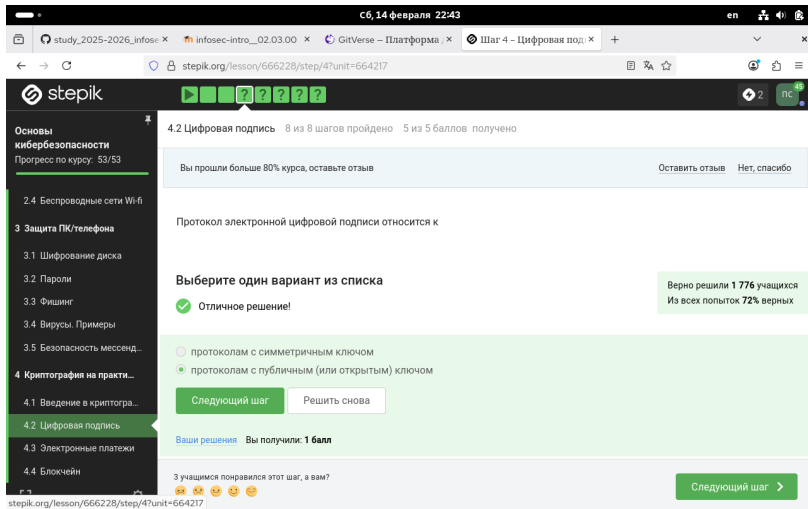 Сб, 14 февраля 22:43
en
study_2025-2026_infose
infosec-intro__02.03.00
GitVerse – Платформа
Шаг 4 – Цифровая под
stepik.org/lesson/666228/step/4?unit=664217
stepik
? ? ? ? ?
2
ПС
45
Основы
кибербезопасности
Прогресс по курсу: 53/53
2.4 Беспроводные сети Wi-fi
3 Защита ПК/телефона
3.1 Шифрование диска
3.2 Пароли
3.3 Фишинг
3.4 Вирусы. Примеры
3.5 Безопасность мессенд...
4 Криптография на практи...
4.1 Введение в криптогра...
4.2 Цифровая подпись
4.3 Электронные платежи
4.4 Блокчейн
stepik.org/lesson/666228/step/4?unit=664217
4.2 Цифровая подпись 8 из 8 шагов пройдено 5 из 5 баллов получено
Вы прошли больше 80% курса, оставьте отзыв
Оставить отзыв Нет, спасибо
Протокол электронной цифровой подписи относится к
Выберите один вариант из списка
Отличное решение!
Верно решили 1 776 учащихся
Из всех попыток 72% верных
протоколам с симметричным ключом
протоколам с публичным (или открытым) ключом
Следующий шаг Решить снова
Ваши решения Вы получили: 1 балл
3 учащимся понравился этот шаг, а вам?
Следующий шаг